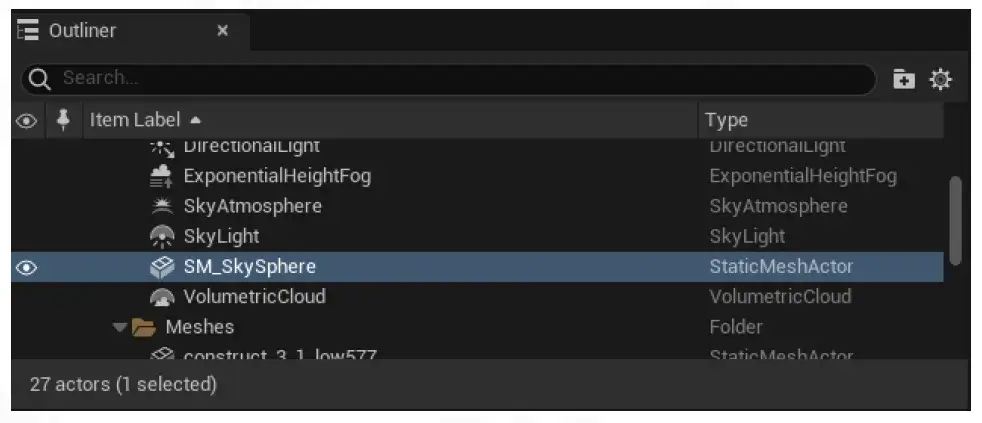 Outliner
Search...
Item Label Type
DirectionalLight DirectionalLight
ExponentialHeightFog ExponentialHeightFog
SkyAtmosphere SkyAtmosphere
SkyLight SkyLight
SM_SkySphere StaticMeshActor
VolumetricCloud VolumetricCloud
Meshes Folder
construct_3_1_low577 StaticMeshActor
27 actors (1 selected)